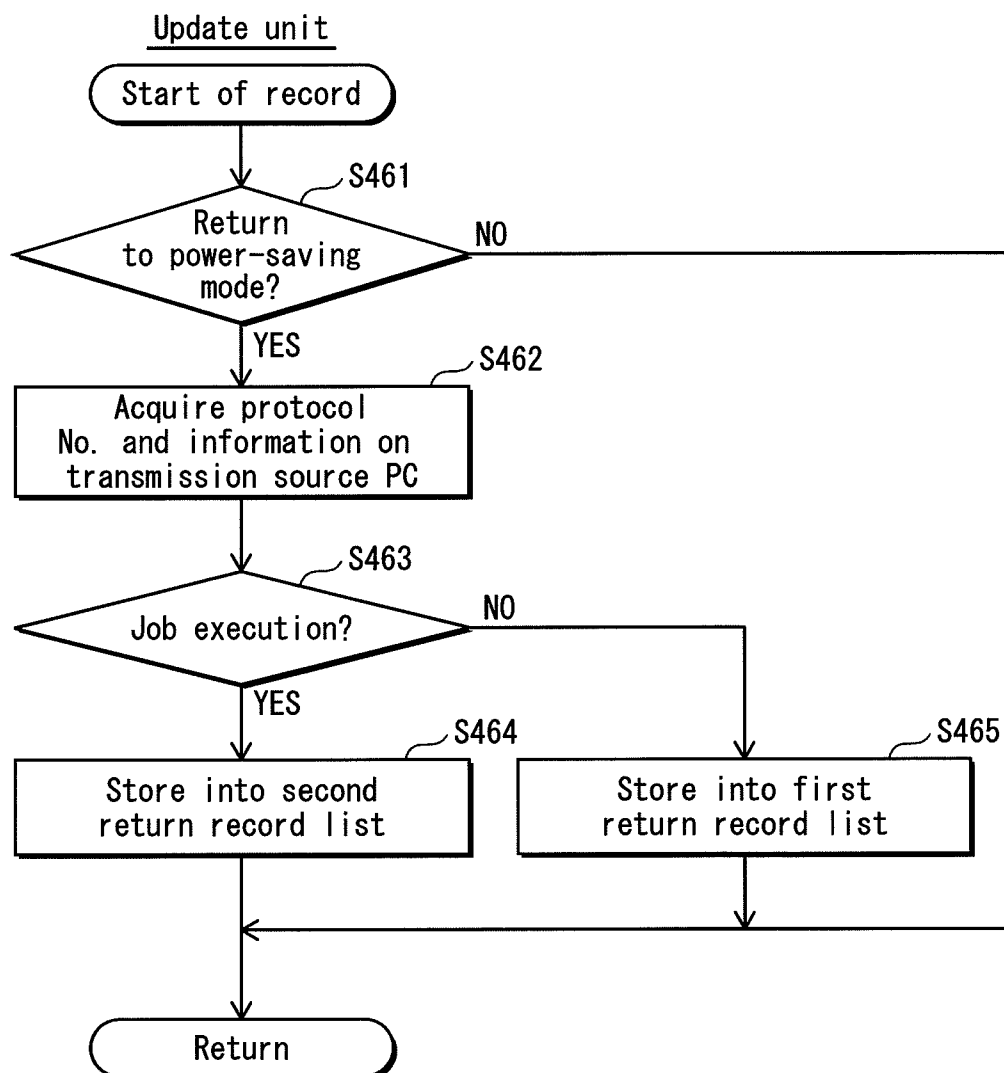 Update unit
Start of record
S461
Return
to power-saving
mode?
NO
YES
S462
Acquire protocol
No. and information on
transmission source PC
S463
Job execution?
NO
YES
S464
Store into second
return record list
S465
Store into first
return record list
Return